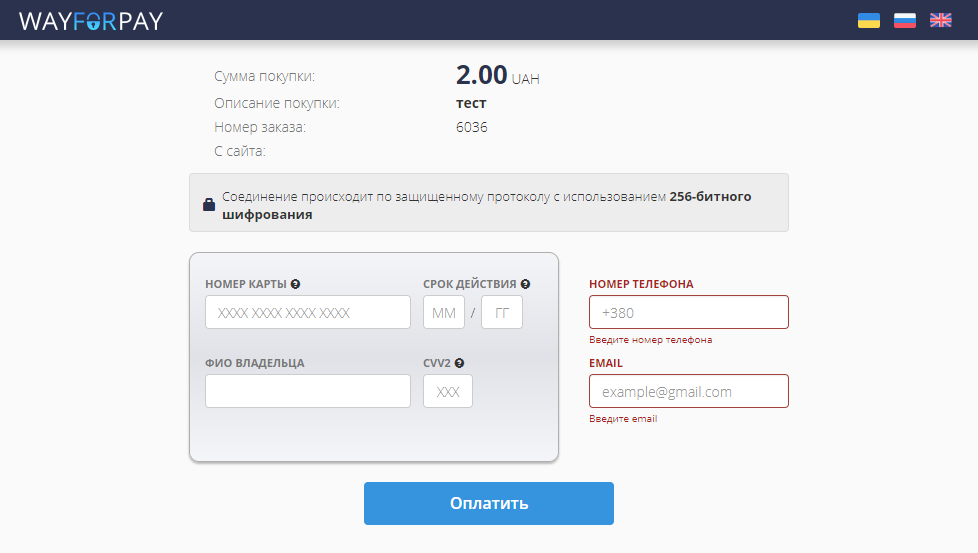 WAYFORPAY
Сумма покупки: 2.00 UAH
Описание покупки: тест
Номер заказа: 6036
С сайта:
Соединение происходит по защищенному протоколу с использованием 256-битного
шифрования
НОМЕР КАРТЫ ? СРОК ДЕЙСТВИЯ ? НОМЕР ТЕЛЕФОНА
XXXX XXXX XXXX XXXX ММ / ГГ +380
Введите номер телефона
ФИО ВЛАДЕЛЬЦА CVV2 ? EMAIL
XXX example@gmail.com
Введите email
Оплатить